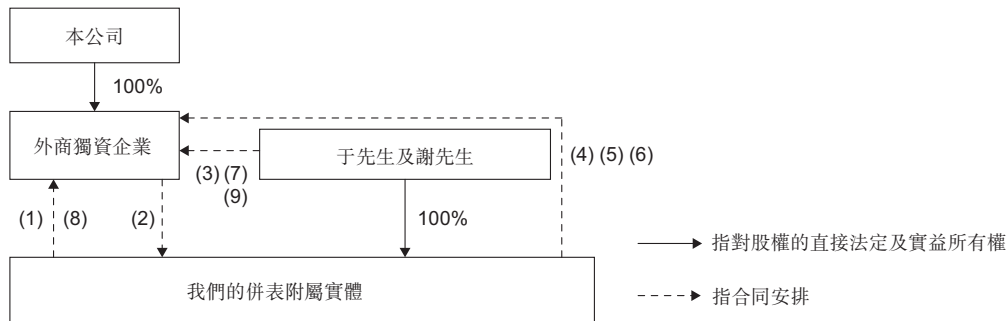 本公司
100%
外商獨資企業
于先生及謝先生
(4) (5) (6)
(3) (7)
(9)
(1) (8) (2)
100%
指對股權的直接法定及實益所有權
我們的併表附屬實體
指合同安排